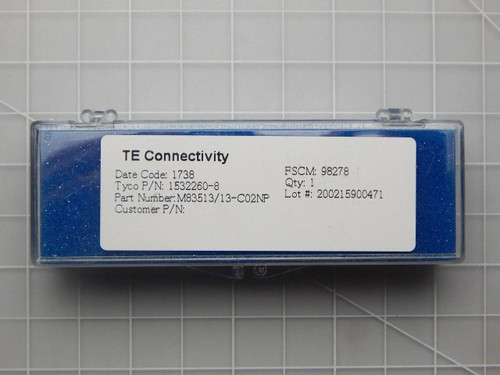 TE Connectivity
Date Code: 1738
Tyco P/N: 1532260-8
Part Number:M83513/13-C02NP
Customer P/N:
FSCM: 98278
Qty: 1
Lot #: 200215900471